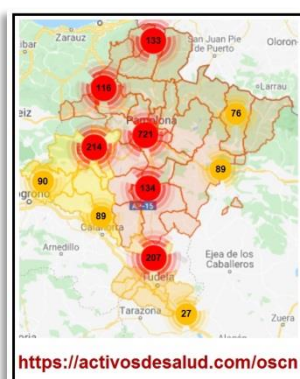 Zarauz
133
San Juan Pie
de Puerto
Oloron-
116
Larrau
76
Pamplona
721
214
89
90
134
Logroño
89
A-15
Calahorra
Arnedillo
207
Ejea de los
Caballeros
Tudela
Tarazona
27
Zuera
https://activosdesalud.com/oscn